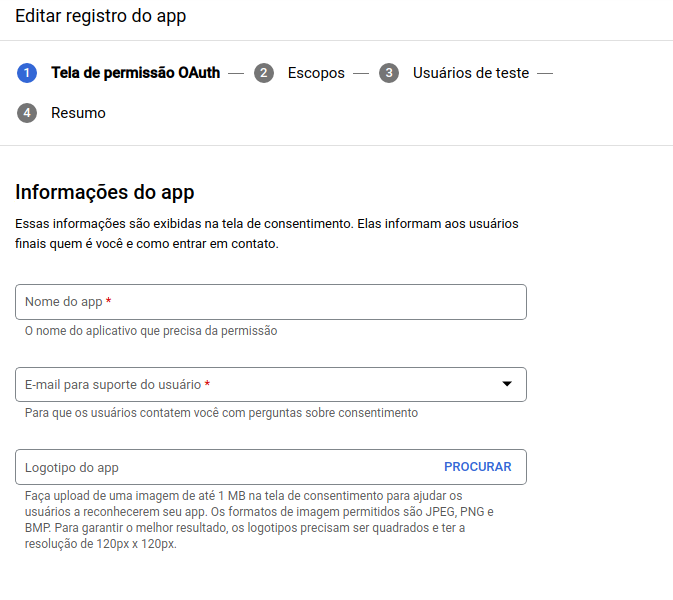 Editar registro do app
1 Tela de permissão OAuth — 2 Escopos — 3 Usuários de teste —
4 Resumo
Informações do app
Essas informações são exibidas na tela de consentimento. Elas informam aos usuários
finais quem é você e como entrar em contato.
Nome do app *
O nome do aplicativo que precisa da permissão
E-mail para suporte do usuário *
Para que os usuários contatem você com perguntas sobre consentimento
Logotipo do app PROCURAR
Faça upload de uma imagem de até 1 MB na tela de consentimento para ajudar os
usuários a reconhecerem seu app. Os formatos de imagem permitidos são JPEG, PNG e
BMP. Para garantir o melhor resultado, os logotipos precisam ser quadrados e ter a
resolução de 120px x 120px.